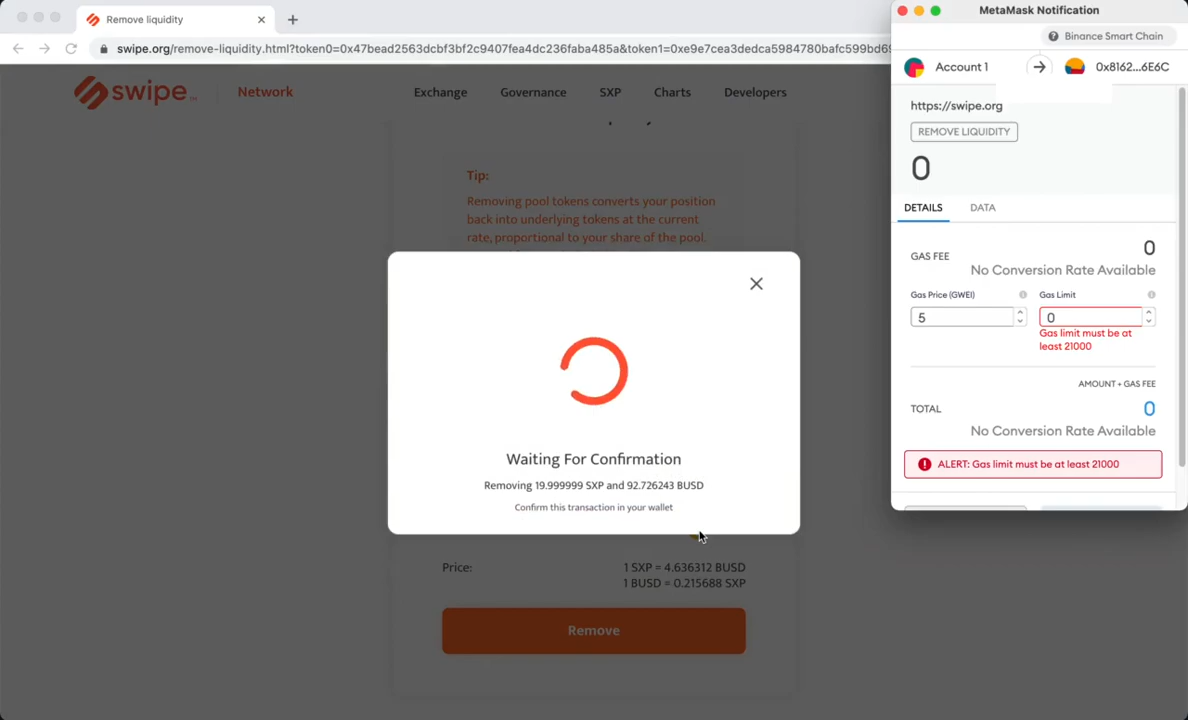 Remove liquidity
swipe.org/remove-liquidity.html?token0=0x47bead2563dcbf3bf2c9407fea4dc236faba485a&token1=0xe9e7cea3dedca5984780bafc599bd69
swipe™
Network
Exchange
Governance
SXP
Charts
Developers
Tip:
Removing pool tokens converts your position
back into underlying tokens at the current
rate, proportional to your share of the pool.
Waiting For Confirmation
Removing 19.999999 SXP and 92.726243 BUSD
Confirm this transaction in your wallet
Price:
1 SXP = 4.636312 BUSD
1 BUSD = 0.215688 SXP
Remove
MetaMask Notification
Binance Smart Chain
Account 1
0x8162...6E6C
https://swipe.org
REMOVE LIQUIDITY
0
DETAILS
DATA
GAS FEE
0
No Conversion Rate Available
Gas Price (GWEI)
Gas Limit
5
0
Gas limit must be at
least 21000
AMOUNT + GAS FEE
TOTAL
0
No Conversion Rate Available
ALERT: Gas limit must be at least 21000